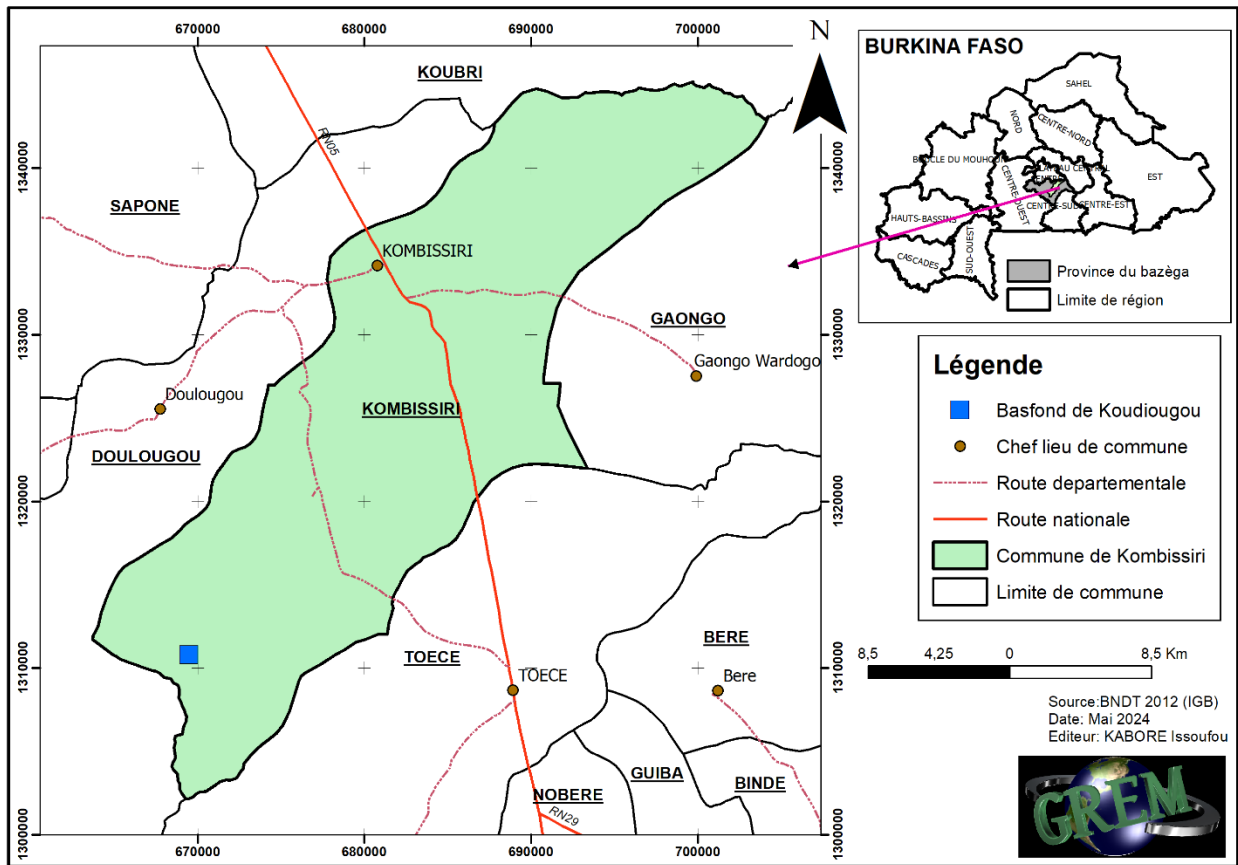 670000
680000
690000
700000
N
BURKINA FASO
SAHEL
NORD
CENTRE-NORD
BOUCLE DU MOUHOUN
PLATEAU CENTRAL
CENTRE
EST
CENTRE-OUEST
CENTRE-SUD
CENTRE-EST
HAUTS-BASSINS
SUD-OUEST
CASCADES
Province du bazèga
Limite de région
1340000
1330000
1320000
1310000
1300000
KOUBRI
RN05
SAPONE
KOMBISSIRI
GAONGO
Gaongo Wardogo
Doulougou
KOMBISSIRI
DOULOUGOU
TOECE
TOECE
BERE
Bere
GUIBA
BINDE
NOBERE
RN29
1340000
1330000
1320000
1310000
1300000
670000
680000
690000
700000
Légende
Basfond de Koudiougou
Chef lieu de commune
Route departementale
Route nationale
Commune de Kombissiri
Limite de commune
8,5
4,25
0
8,5 Km
Source:BNDT 2012 (IGB)
Date: Mai 2024
Editeur: KABORE Issoufou
GREM